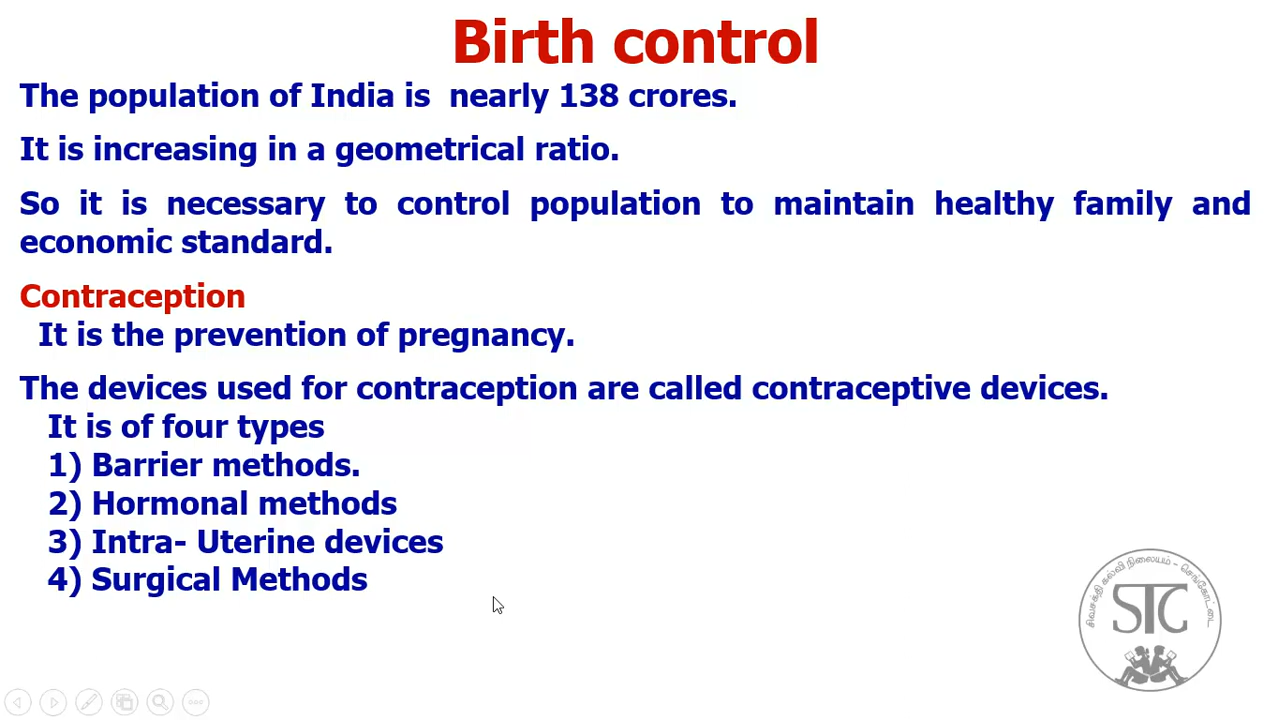 Birth control
The population of India is nearly 138 crores.
It is increasing in a geometrical ratio.
So it is necessary to control population to maintain healthy family and
economic standard.
Contraception
It is the prevention of pregnancy.
The devices used for contraception are called contraceptive devices.
It is of four types
1) Barrier methods.
2) Hormonal methods
3) Intra- Uterine devices
4) Surgical Methods
சிவசக்தி கல்வி நிலையம் - செங்கோட்டை
STC